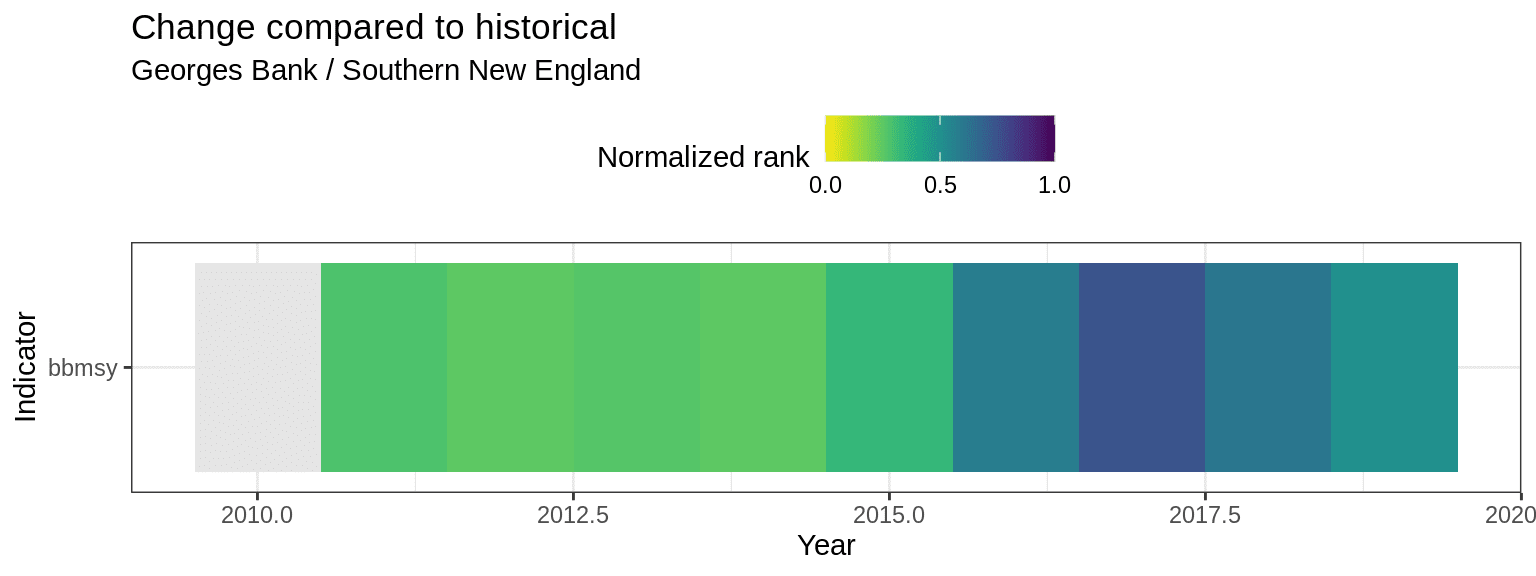 Change compared to historical
Georges Bank / Southern New England
Normalized rank
0.0 0.5 1.0
Indicator
bbmsy
2010.0 2012.5 2015.0 2017.5 2020
Year